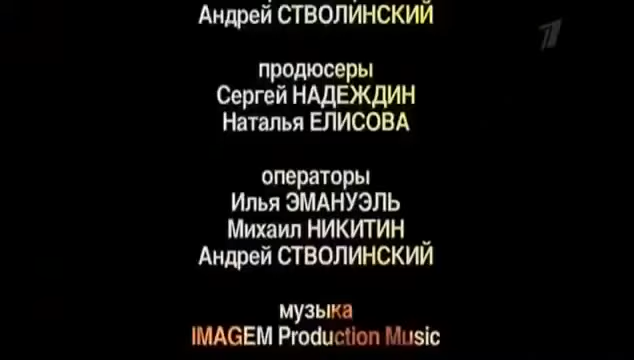 Андрей СТВОЛИНСКИЙ
продюсеры
Сергей НАДЕЖДИН
Наталья ЕЛИСОВА
операторы
Илья ЭМАНУЭЛЬ
Михаил НИКИТИН
Андрей СТВОЛИНСКИЙ
музыка
IMAGEM Production Music